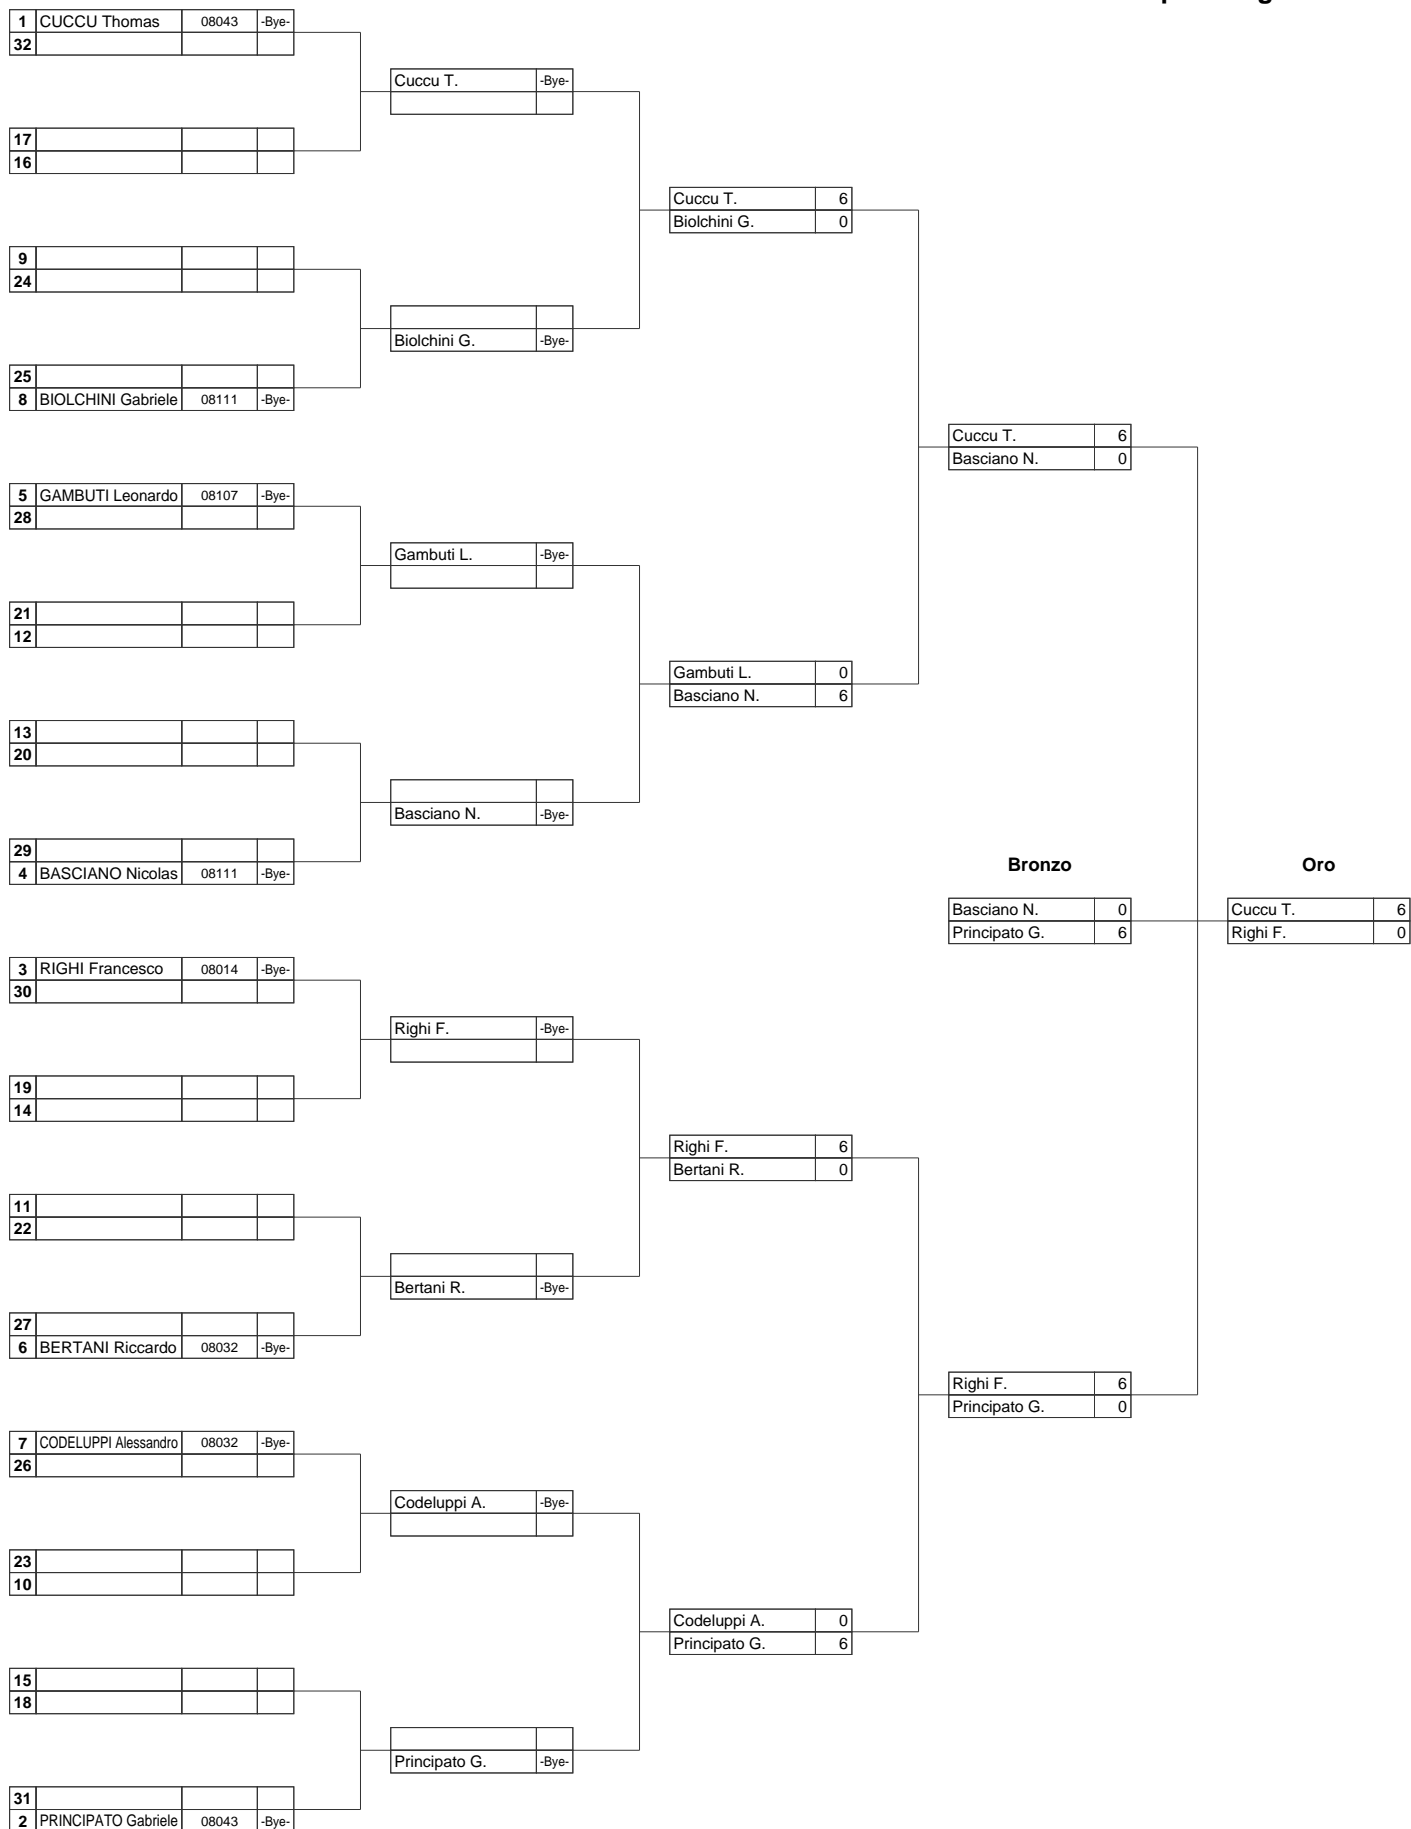 1 CUCCU Thomas 08043 -Bye-
32
Cuccu T. -Bye-
17
16
Cuccu T. 6
Biolchini G. 0
9
24
Biolchini G. -Bye-
25
8 BIOLCHINI Gabriele 08111 -Bye-
Cuccu T. 6
Basciano N. 0
5 GAMBUTI Leonardo 08107 -Bye-
28
Gambuti L. -Bye-
21
12
Gambuti L. 0
Basciano N. 6
13
20
Basciano N. -Bye-
29
4 BASCIANO Nicolas 08111 -Bye-
Bronzo Oro
Basciano N. 0 Cuccu T. 6
Principato G. 6 Righi F. 0
3 RIGHI Francesco 08014 -Bye-
30
Righi F. -Bye-
19
14
Righi F. 6
Bertani R. 0
11
22
Bertani R. -Bye-
27
6 BERTANI Riccardo 08032 -Bye-
Righi F. 6
Principato G. 0
7 CODELUPPI Alessandro 08032 -Bye-
26
Codeluppi A. -Bye-
23
10
Codeluppi A. 0
Principato G. 6
15
18
Principato G. -Bye-
31
2 PRINCIPATO Gabriele 08043 -Bye-